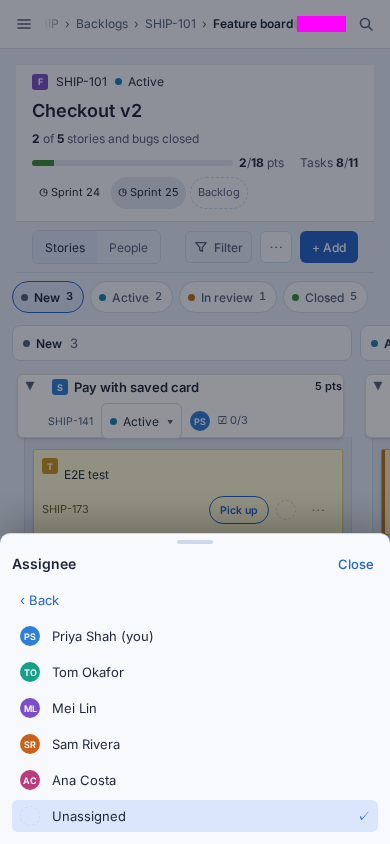 IP › Backlogs › SHIP-101 › Feature board
F SHIP-101 Active
Checkout v2
2 of 5 stories and bugs closed
2/18 pts Tasks 8/11
Sprint 24 Sprint 25 Backlog
Stories People Filter ··· + Add
New 3 Active 2 In review 1 Closed 5
New 3 A
S Pay with saved card 5 pts
SHIP-141 Active PS 0/3
T E2E test
SHIP-173 Pick up ···
Assignee Close
‹ Back
PS Priya Shah (you)
TO Tom Okafor
ML Mei Lin
SR Sam Rivera
AC Ana Costa
Unassigned ✓